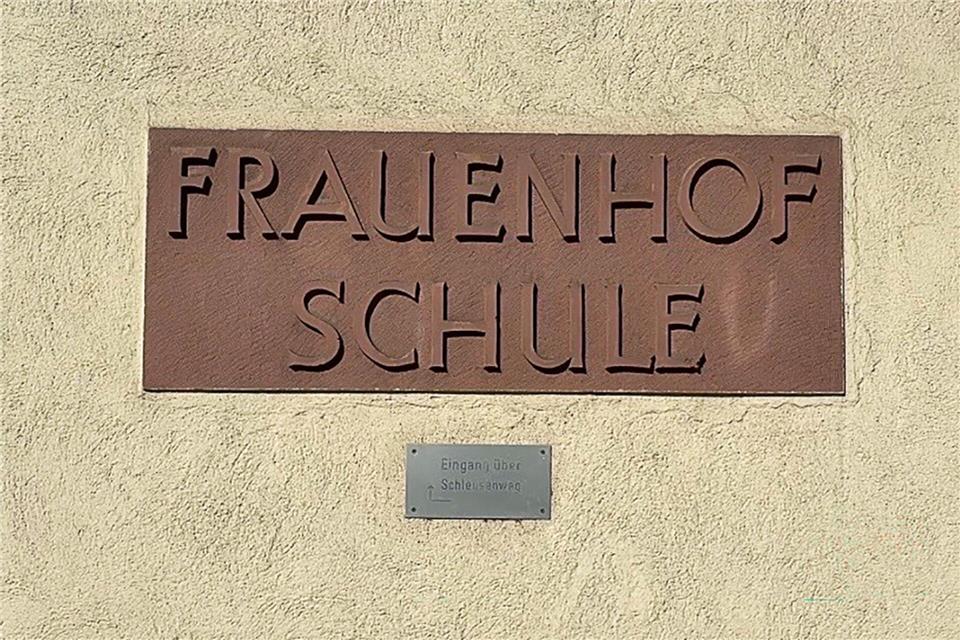 FRAUENHOF
SCHULE
Eingang über
Schleusenweg